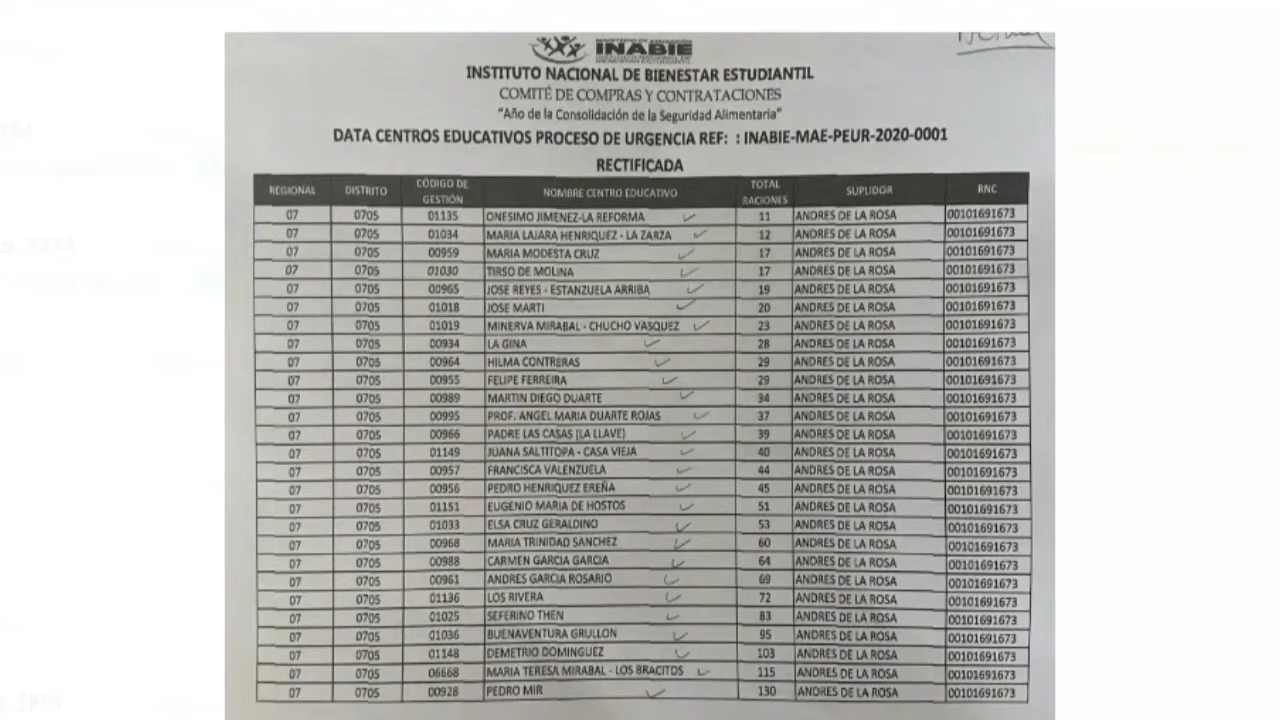 INABIE
INSTITUTO NACIONAL DE BIENESTAR ESTUDIANTIL
COMITÉ DE COMPRAS Y CONTRATACIONES
"Año de la Consolidación de la Seguridad Alimentaria"
DATA CENTROS EDUCATIVOS PROCESO DE URGENCIA REF: : INABIE-MAE-PEUR-2020-0001
RECTIFICADA
REGIONAL DISTRITO CÓDIGO DE GESTIÓN NOMBRE CENTRO EDUCATIVO TOTAL RACIONES SUPLIDOR RNC
07 0705 01135 ONESIMO JIMENEZ-LA REFORMA 11 ANDRES DE LA ROSA 00101691673
07 0705 01034 MARIA LAJARA HENRIQUEZ - LA ZARZA 12 ANDRES DE LA ROSA 00101691673
07 0705 00959 MARIA MODESTA CRUZ 17 ANDRES DE LA ROSA 00101691673
07 0705 01030 TIRSO DE MOLINA 17 ANDRES DE LA ROSA 00101691673
07 0705 00965 JOSE REYES - ESTANZUELA ARRIBA 19 ANDRES DE LA ROSA 00101691673
07 0705 01018 JOSE MARTI 20 ANDRES DE LA ROSA 00101691673
07 0705 01019 MINERVA MIRABAL - CHUCHO VASQUEZ 23 ANDRES DE LA ROSA 00101691673
07 0705 00934 LA GINA 28 ANDRES DE LA ROSA 00101691673
07 0705 00964 HILMA CONTRERAS 29 ANDRES DE LA ROSA 00101691673
07 0705 00955 FELIPE FERREIRA 29 ANDRES DE LA ROSA 00101691673
07 0705 00989 MARTIN DIEGO DUARTE 34 ANDRES DE LA ROSA 00101691673
07 0705 00995 PROF. ANGEL MARIA DUARTE ROJAS 37 ANDRES DE LA ROSA 00101691673
07 0705 00966 PADRE LAS CASAS (LA LLAVE) 39 ANDRES DE LA ROSA 00101691673
07 0705 01149 JUANA SALTITOPA - CASA VIEJA 40 ANDRES DE LA ROSA 00101691673
07 0705 00957 FRANCISCA VALENZUELA 44 ANDRES DE LA ROSA 00101691673
07 0705 00956 PEDRO HENRIQUEZ EREÑA 45 ANDRES DE LA ROSA 00101691673
07 0705 01151 EUGENIO MARIA DE HOSTOS 51 ANDRES DE LA ROSA 00101691673
07 0705 01033 ELSA CRUZ GERALDINO 53 ANDRES DE LA ROSA 00101691673
07 0705 00968 MARIA TRINIDAD SANCHEZ 60 ANDRES DE LA ROSA 00101691673
07 0705 00988 CARMEN GARCIA GARCIA 64 ANDRES DE LA ROSA 00101691673
07 0705 00961 ANDRES GARCIA ROSARIO 69 ANDRES DE LA ROSA 00101691673
07 0705 01136 LOS RIVERA 72 ANDRES DE LA ROSA 00101691673
07 0705 01025 SEFERINO THEN 83 ANDRES DE LA ROSA 00101691673
07 0705 01036 BUENAVENTURA GRULLON 95 ANDRES DE LA ROSA 00101691673
07 0705 01148 DEMETRIO DOMINGUEZ 103 ANDRES DE LA ROSA 00101691673
07 0705 06668 MARIA TERESA MIRABAL - LOS BRACITOS 115 ANDRES DE LA ROSA 00101691673
07 0705 00928 PEDRO MIR 130 ANDRES DE LA ROSA 00101691673